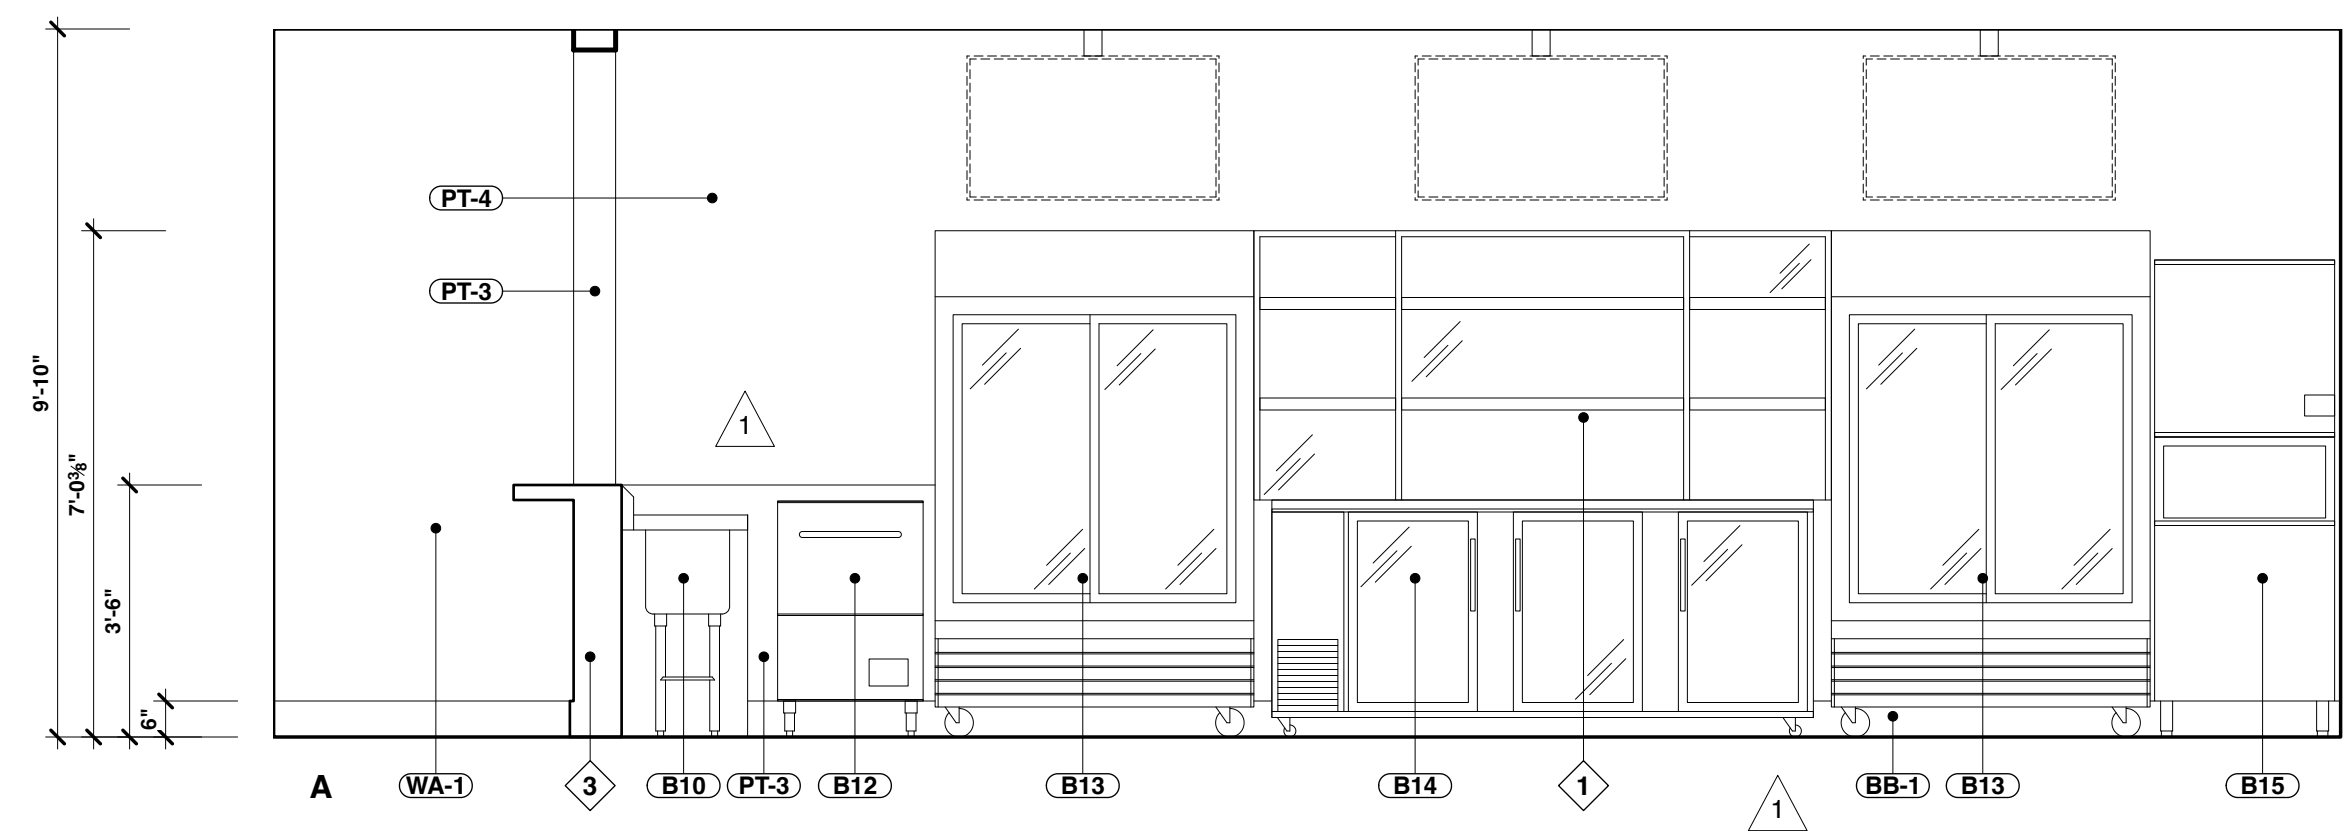 PT-4
PT-3
9'-10"
7'-0⅜"
3'-6"
6"
1
A
WA-1
3
B10
PT-3
B12
B13
B14
1
1
BB-1
B13
B15